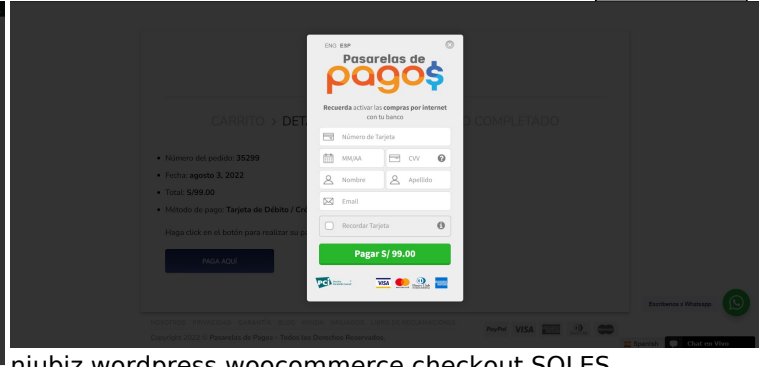 ENG ESP
Pasarelas de
pago$
Recuerda activar las compras por internet
con tu banco
CARRITO > DET
O COMPLETADO
Número de Tarjeta
MM/AA
CVV
Número del pedido: 35299
Nombre
Apellido
Fecha: agosto 3, 2022
Total: S/99.00
Email
Método de pago: Tarjeta de Débito / Cré
Recordar Tarjeta
Haga click en el botón para realizar su pa
Pagar S/ 99.00
PAGA AQUÍ
PCI
VISA
Escríbenos x Whatsapp
PayPal VISA
Copyright 2022 © Pasarelas de Pagos - Todos los Derechos Reservados.
Spanish
Chat en Vivo
niubiz wordpress woocommerce checkout SOLES